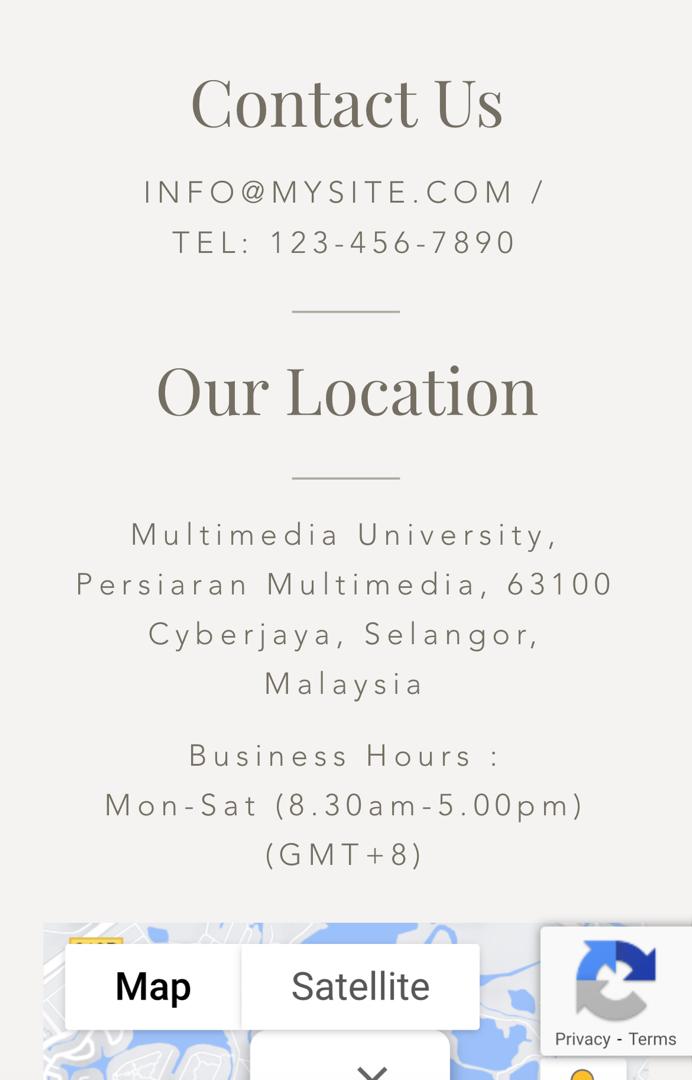 Contact Us
INFO@MYSITE.COM /
TEL: 123-456-7890
Our Location
Multimedia University,
Persiaran Multimedia, 63100
Cyberjaya, Selangor,
Malaysia
Business Hours :
Mon-Sat (8.30am-5.00pm)
(GMT+8)
Map
Satellite
Privacy - Terms